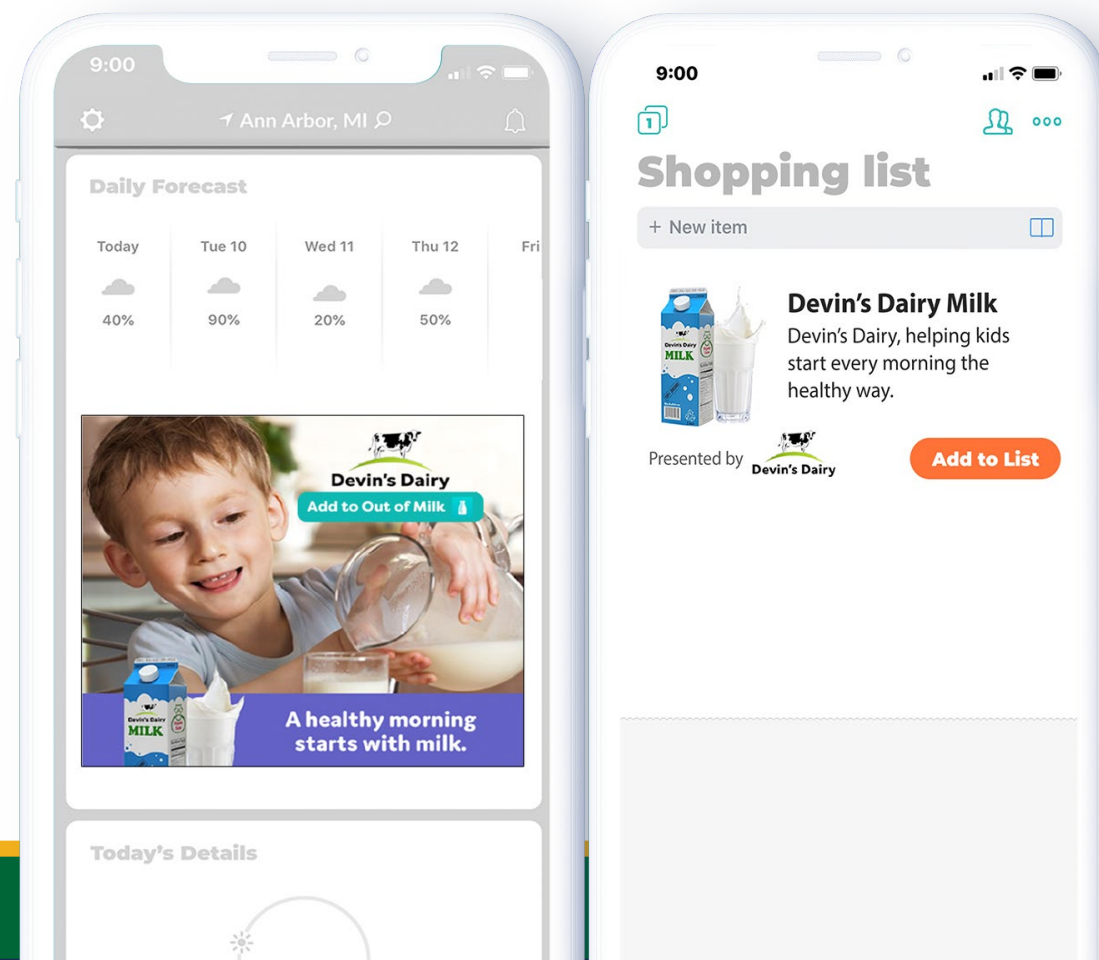 9:00
Ann Arbor, MI
Daily Forecast
Today
Tue 10
Wed 11
Thu 12
Fri
40%
90%
20%
50%
Devin's Dairy
Add to Out of Milk
Devin's Dairy
MILK
A healthy morning
starts with milk.
Today's Details
9:00
1
Shopping list
+ New item
Devin's Dairy
MILK
Devin's Dairy Milk
Devin's Dairy, helping kids
start every morning the
healthy way.
Presented by
Devin's Dairy
Add to List